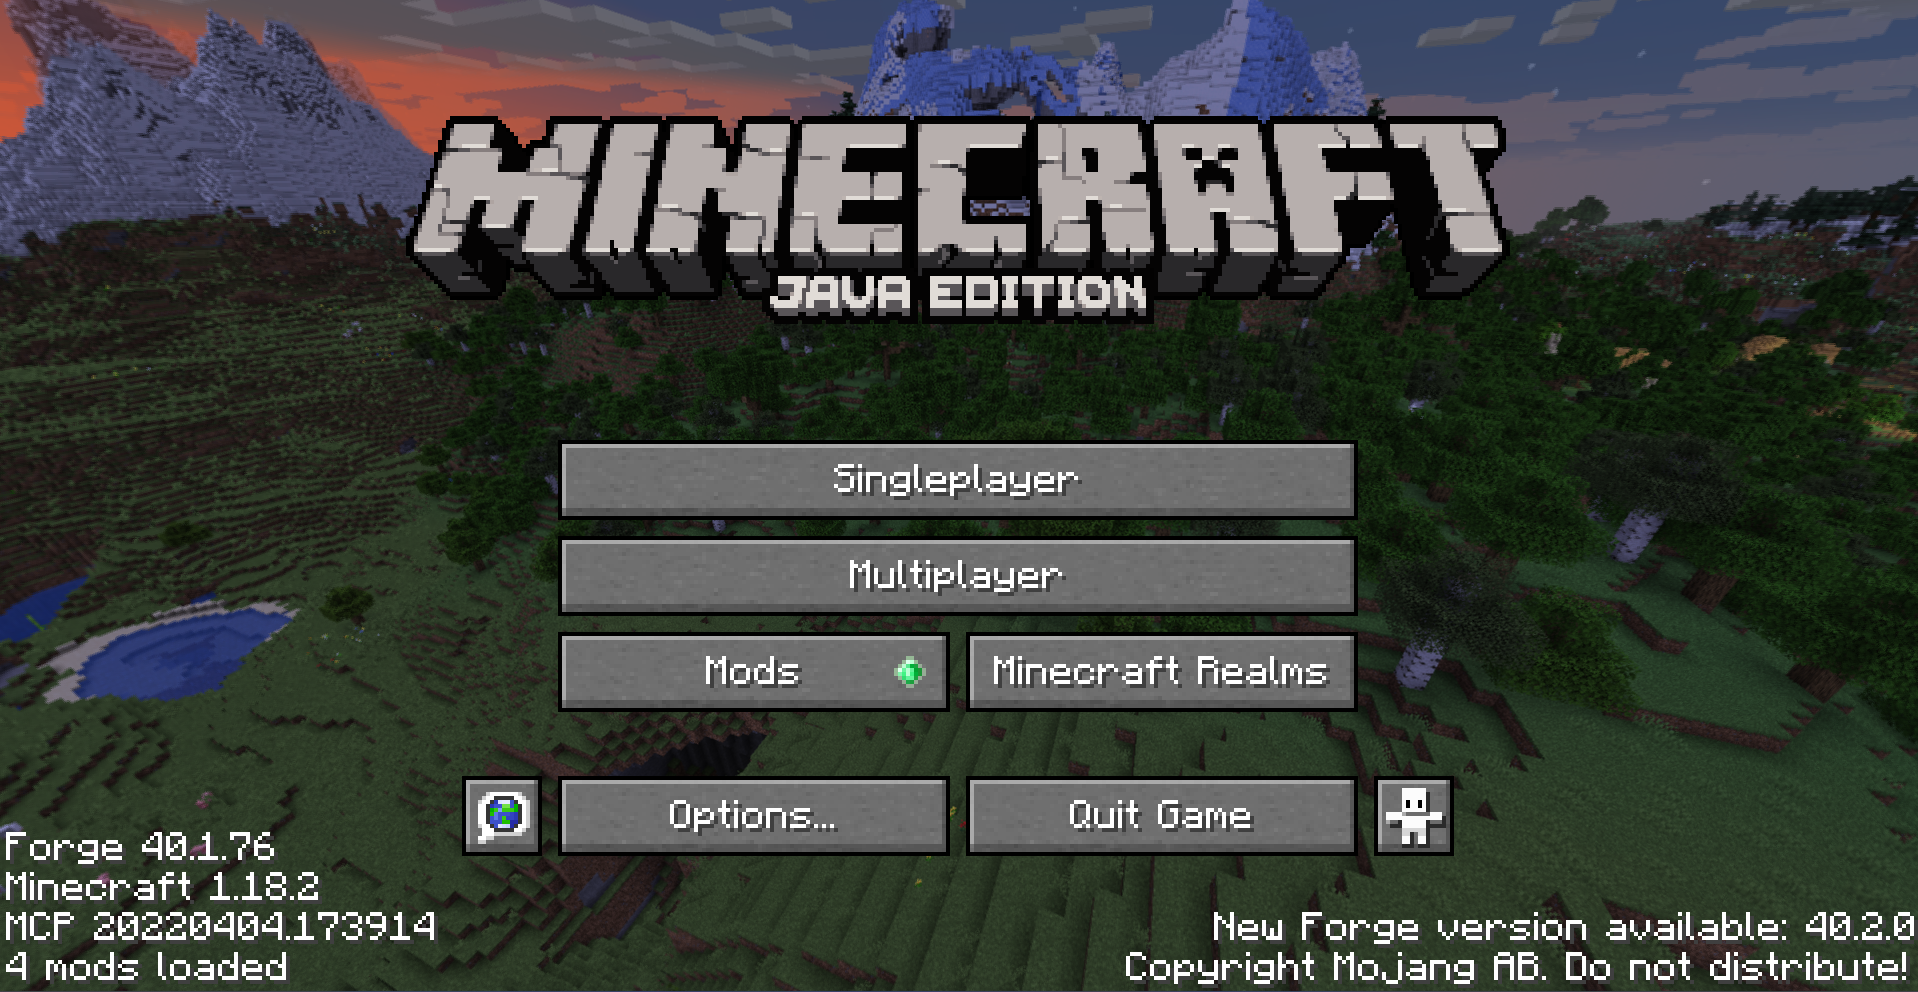 MINECRAFT
JAVA EDITION
Singleplayer
Multiplayer
Mods
Minecraft Realms
Options...
Quit Game
Forge 40.1.76
Minecraft 1.18.2
MCP 20220404.173914
4 mods loaded
New Forge version available: 40.2.0
Copyright Mojang AB. Do not distribute!